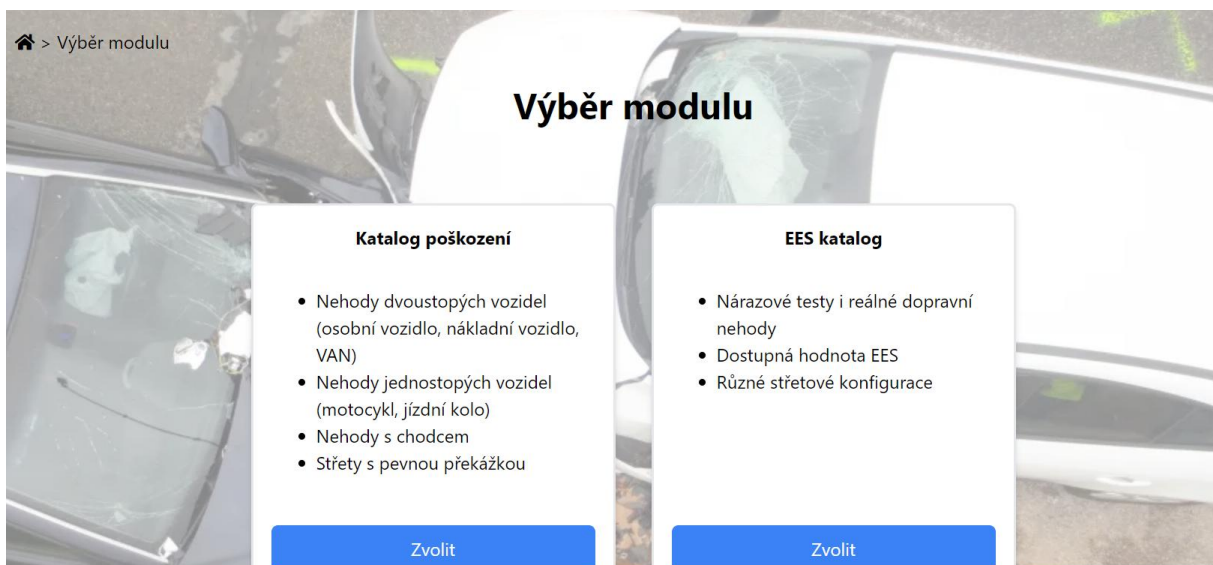 > Výběr modulu
Výběr modulu
Katalog poškození
• Nehody dvoustopých vozidel
(osobní vozidlo, nákladní vozidlo,
VAN)
• Nehody jednostopých vozidel
(motocykl, jízdní kolo)
• Nehody s chodcem
• Střety s pevnou překážkou
Zvolit
EES katalog
• Nárazové testy i reálné dopravní
nehody
• Dostupná hodnota EES
• Různé střetové konfigurace
Zvolit